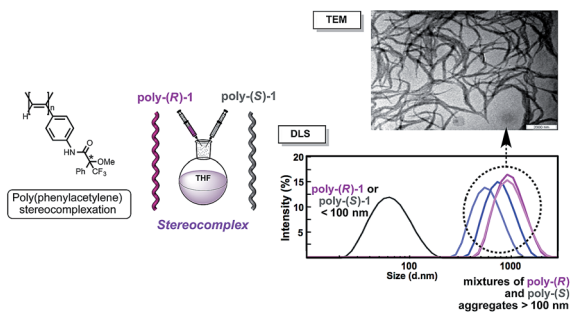 TEM
poly-(R)-1
poly-(S)-1
n
H
NH
O
*
OMe
Ph
CF3
THF
Poly(phenylacetylene)
stereocomplexation
Stereocomplex
DLS
20
15
10
5
Intensity (%)
poly-(R)-1 or
poly-(S)-1
< 100 nm
100
1000
Size (d.nm)
mixtures of poly-(R)
and poly-(S)
aggregates > 100 nm